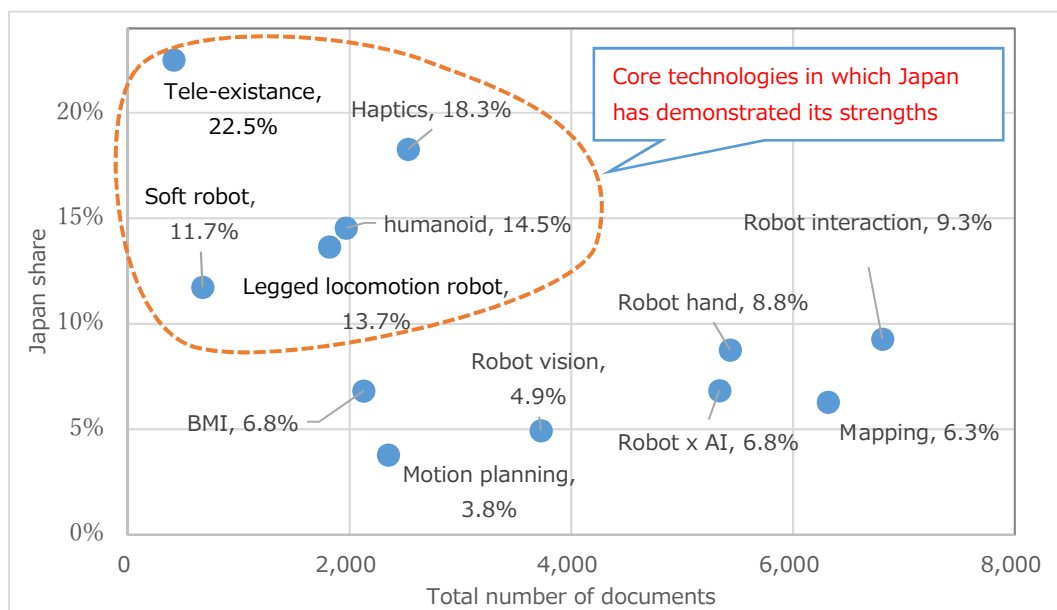 Core technologies in which Japan
has demonstrated its strengths
Tele-existance,
22.5%
Haptics, 18.3%
Soft robot,
11.7%
humanoid, 14.5%
Legged locomotion robot,
13.7%
Robot interaction, 9.3%
Robot hand, 8.8%
Robot vision,
4.9%
BMI, 6.8%
Robot x AI, 6.8%
Mapping, 6.3%
Motion planning,
3.8%
Japan share
20%
15%
10%
5%
0%
0
2,000
4,000
6,000
8,000
Total number of documents